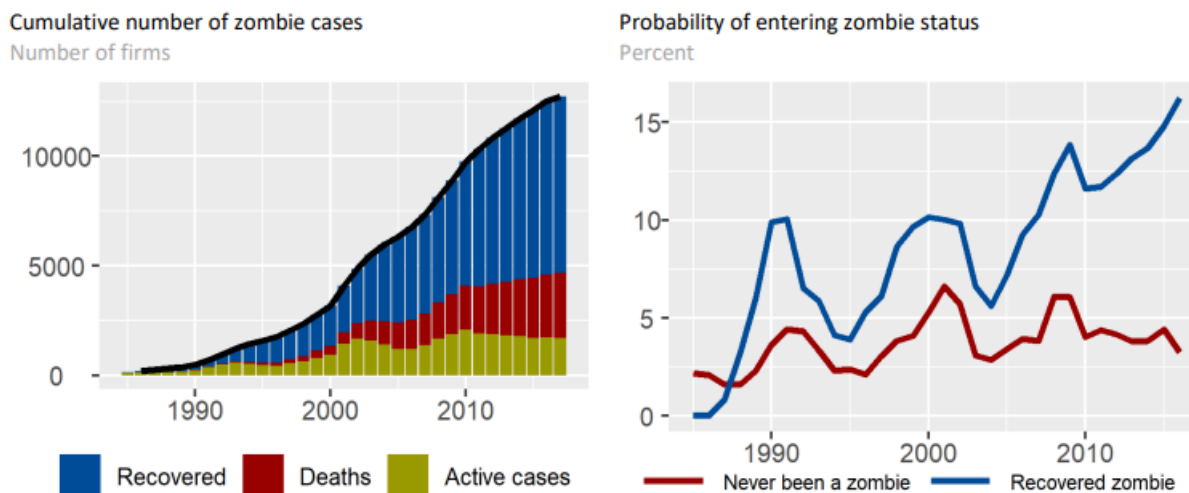 Cumulative number of zombie cases
Number of firms
10000
5000
0
1990 2000 2010
Recovered Deaths Active cases
Probability of entering zombie status
Percent
15
10
5
0
1990 2000 2010
Never been a zombie Recovered zombie